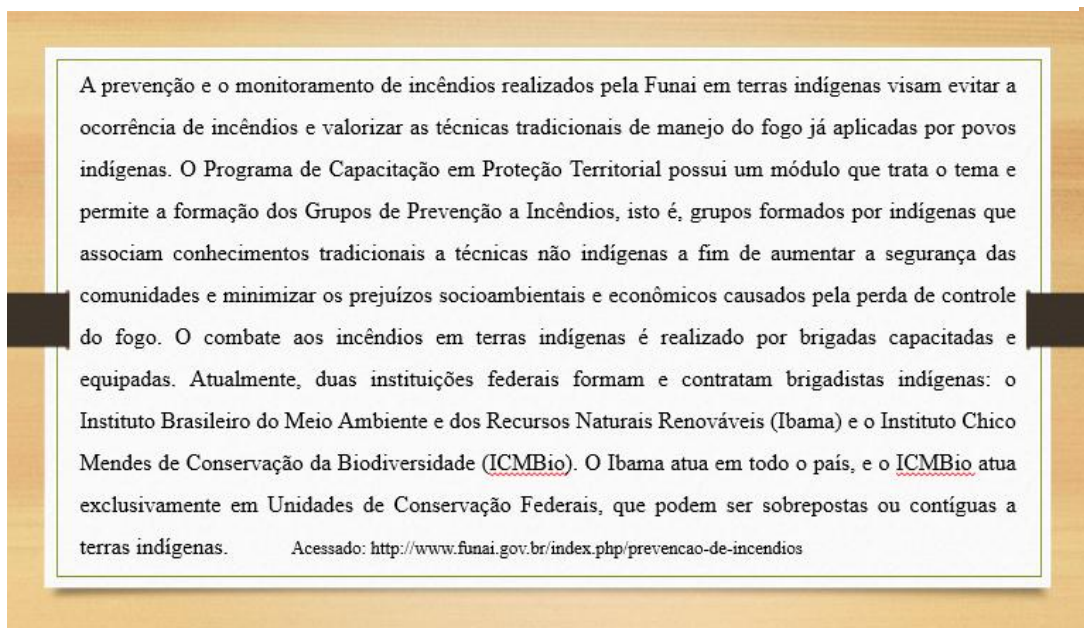 A prevenção e o monitoramento de incêndios realizados pela Funai em terras indígenas visam evitar a
ocorrência de incêndios e valorizar as técnicas tradicionais de manejo do fogo já aplicadas por povos
indígenas. O Programa de Capacitação em Proteção Territorial possui um módulo que trata o tema e
permite a formação dos Grupos de Prevenção a Incêndios, isto é, grupos formados por indígenas que
associam conhecimentos tradicionais a técnicas não indígenas a fim de aumentar a segurança das
comunidades e minimizar os prejuízos socioambientais e econômicos causados pela perda de controle
do fogo. O combate aos incêndios em terras indígenas é realizado por brigadas capacitadas e
equipadas. Atualmente, duas instituições federais formam e contratam brigadistas indígenas: o
Instituto Brasileiro do Meio Ambiente e dos Recursos Naturais Renováveis (Ibama) e o Instituto Chico
Mendes de Conservação da Biodiversidade (ICMBio). O Ibama atua em todo o país, e o ICMBio atua
exclusivamente em Unidades de Conservação Federais, que podem ser sobrepostas ou contíguas a
terras indígenas. Acessado: http://www.funai.gov.br/index.php/prevencao-de-incendios